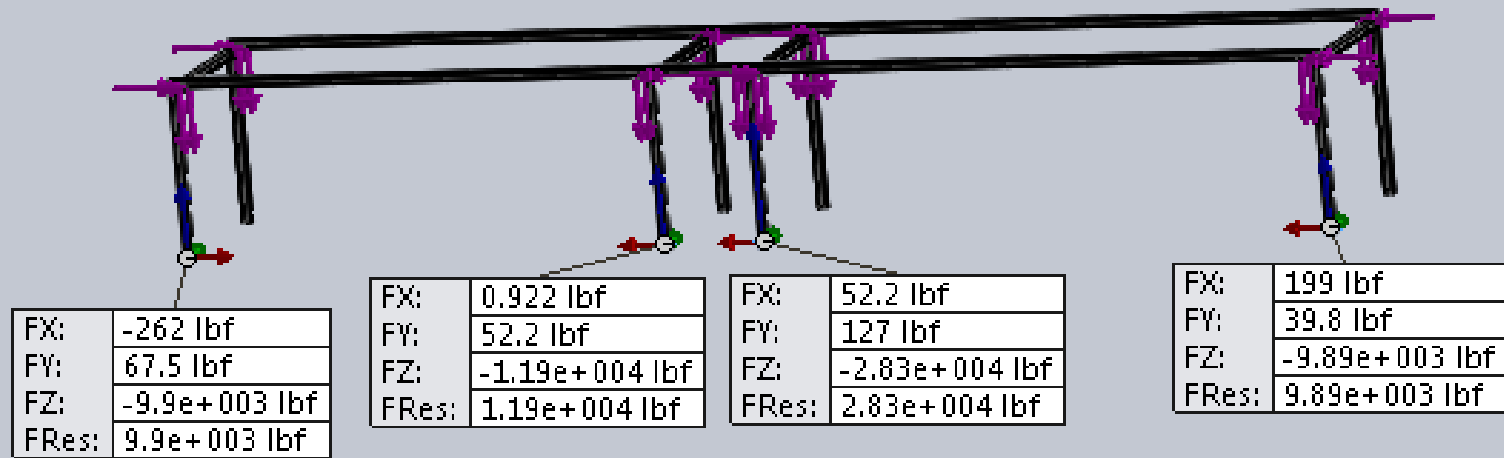 FX: -262 lbf
FY: 67.5 lbf
FZ: -9.9e+003 lbf
FRes: 9.9e+003 lbf
FX: 0.922 lbf
FY: 52.2 lbf
FZ: -1.19e+004 lbf
FRes: 1.19e+004 lbf
FX: 52.2 lbf
FY: 127 lbf
FZ: -2.83e+004 lbf
FRes: 2.83e+004 lbf
FX: 199 lbf
FY: 39.8 lbf
FZ: -9.89e+003 lbf
FRes: 9.89e+003 lbf